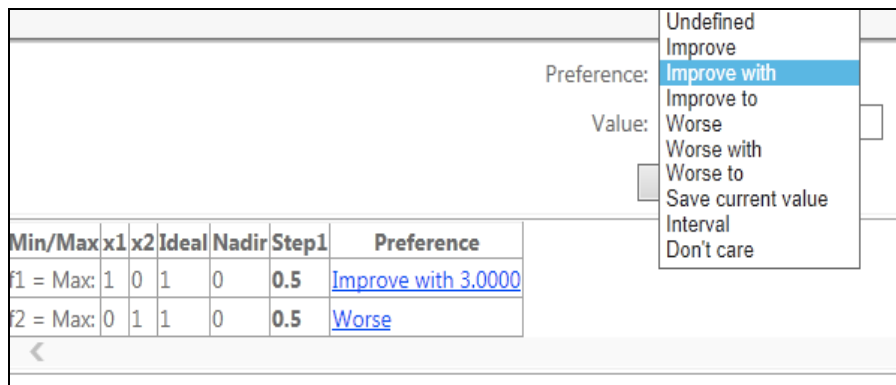 Undefined
Improve
Preference: Improve with
Improve to
Value: Worse
Worse with
Worse to
Save current value
Interval
Don't care
Min/Max x1 x2 Ideal Nadir Step1 Preference
f1 = Max: 1 0 1 0 0.5 Improve with 3.0000
f2 = Max: 0 1 1 0 0.5 Worse